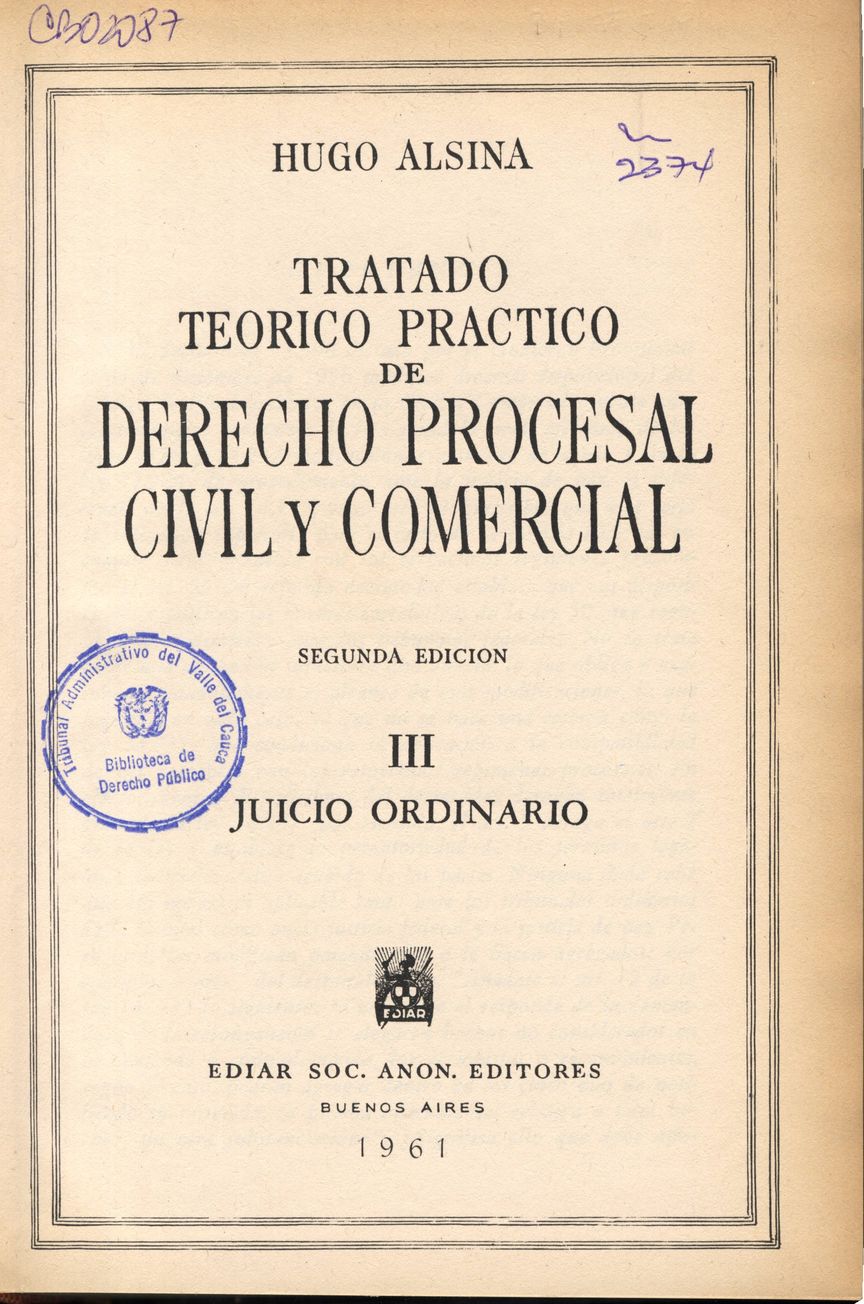 CB02087
2374
HUGO ALSINA
TRATADO
TEORICO PRACTICO
DE
DERECHO PROCESAL
CIVIL Y COMERCIAL
SEGUNDA EDICION
Tribunal Administrativo del Valle del Cauca
Biblioteca de
Derecho Público
III
JUICIO ORDINARIO
EDIAR
EDIAR SOC. ANON. EDITORES
BUENOS AIRES
1961